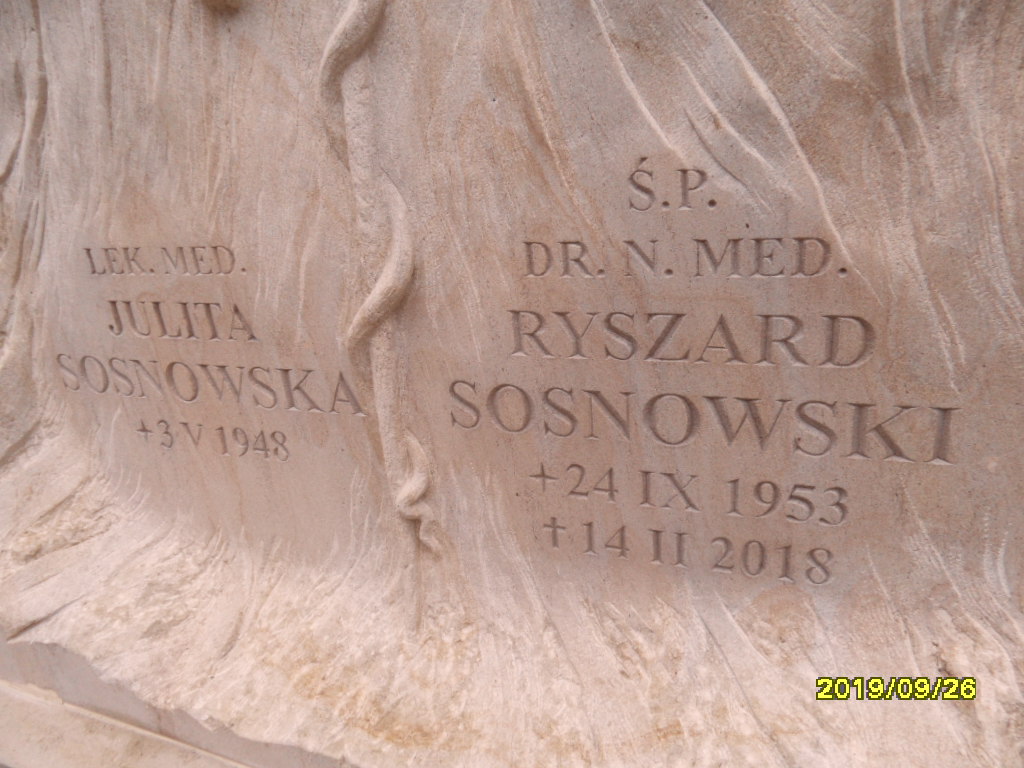 LEK. MED.
JULITA
SOSNOWSKA
+3 V 1948
Ś.P.
DR. N. MED.
RYSZARD
SOSNOWSKI
+24 IX 1953
†14 II 2018
2019/09/26